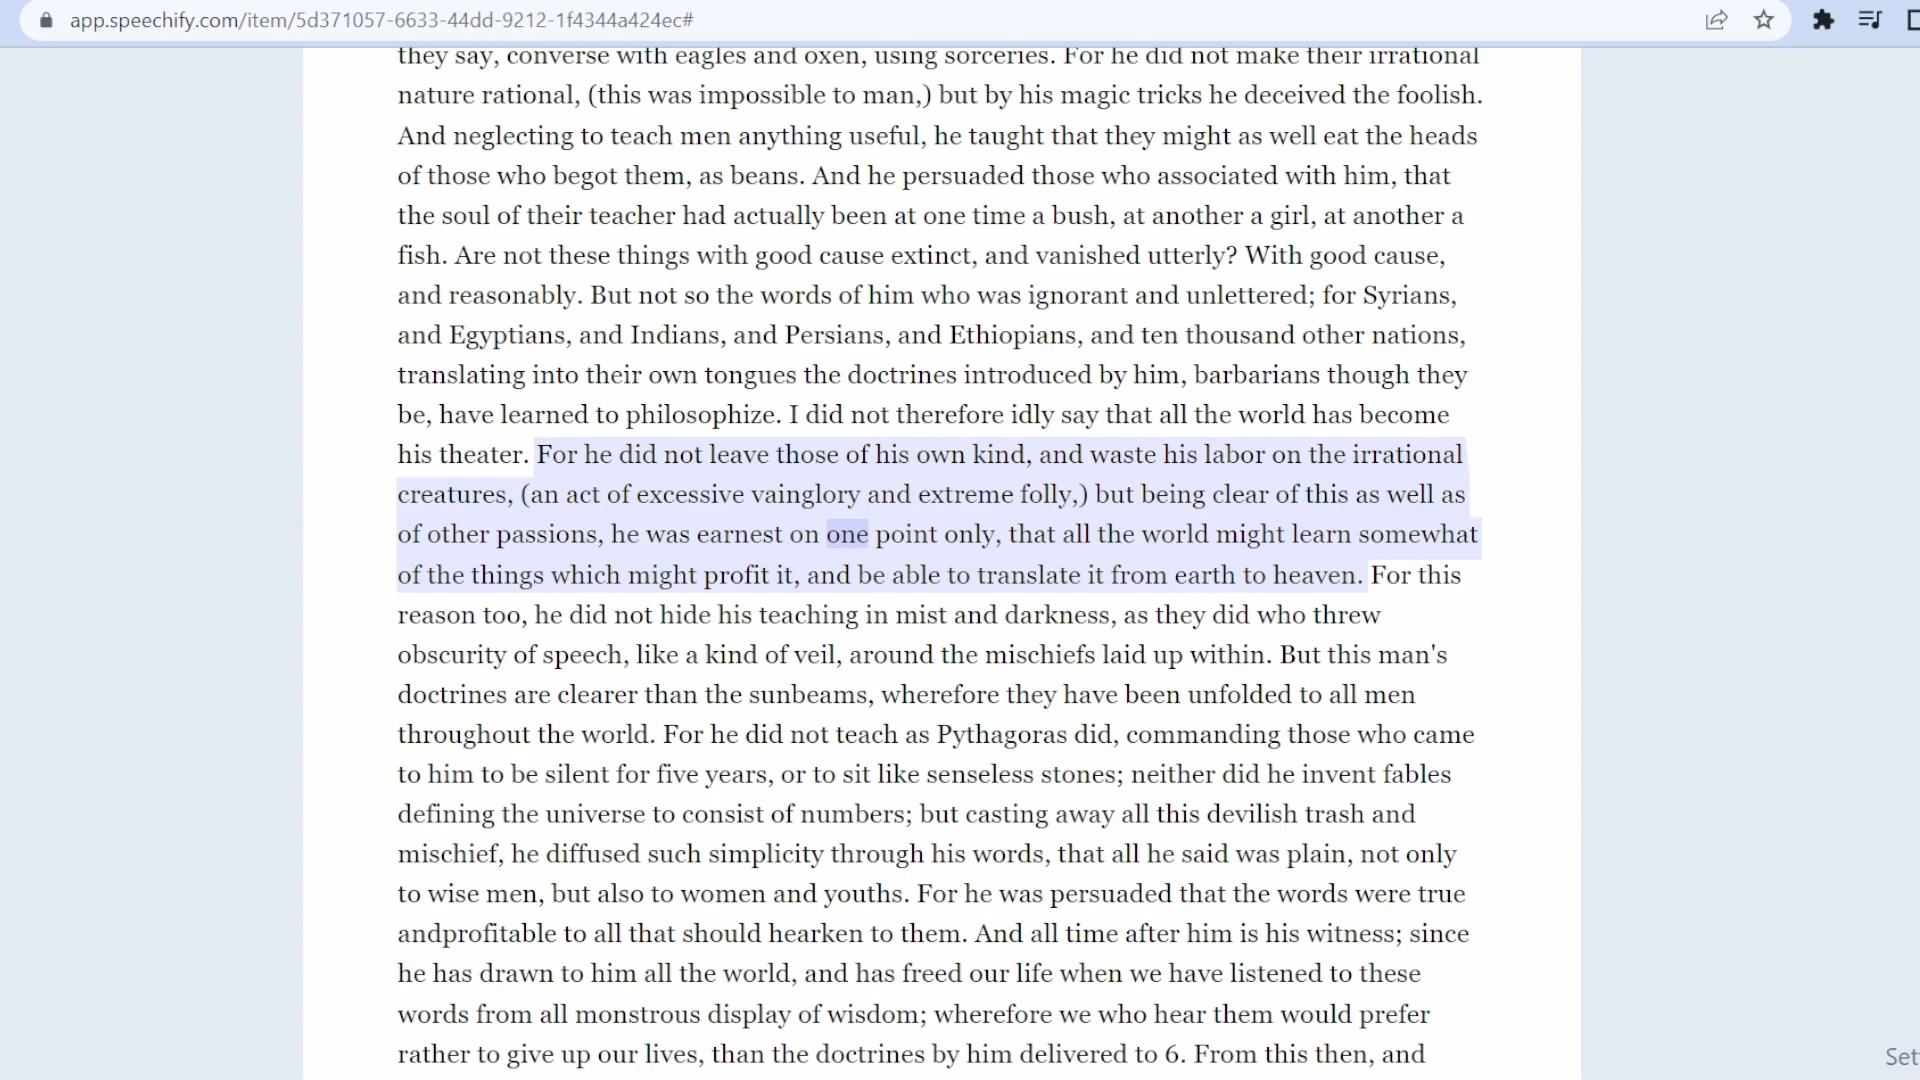 app.speechify.com/item/5d371057-6633-44dd-9212-1f4344a424ec#
they say, converse with eagles and oxen, using sorceries. For he did not make their irrational
nature rational, (this was impossible to man,) but by his magic tricks he deceived the foolish.
And neglecting to teach men anything useful, he taught that they might as well eat the heads
of those who begot them, as beans. And he persuaded those who associated with him, that
the soul of their teacher had actually been at one time a bush, at another a girl, at another a
fish. Are not these things with good cause extinct, and vanished utterly? With good cause,
and reasonably. But not so the words of him who was ignorant and unlettered; for Syrians,
and Egyptians, and Indians, and Persians, and Ethiopians, and ten thousand other nations,
translating into their own tongues the doctrines introduced by him, barbarians though they
be, have learned to philosophize. I did not therefore idly say that all the world has become
his theater. For he did not leave those of his own kind, and waste his labor on the irrational
creatures, (an act of excessive vainglory and extreme folly,) but being clear of this as well as
of other passions, he was earnest on one point only, that all the world might learn somewhat
of the things which might profit it, and be able to translate it from earth to heaven. For this
reason too, he did not hide his teaching in mist and darkness, as they did who threw
obscurity of speech, like a kind of veil, around the mischiefs laid up within. But this man's
doctrines are clearer than the sunbeams, wherefore they have been unfolded to all men
throughout the world. For he did not teach as Pythagoras did, commanding those who came
to him to be silent for five years, or to sit like senseless stones; neither did he invent fables
defining the universe to consist of numbers; but casting away all this devilish trash and
mischief, he diffused such simplicity through his words, that all he said was plain, not only
to wise men, but also to women and youths. For he was persuaded that the words were true
andprofitable to all that should hearken to them. And all time after him is his witness; since
he has drawn to him all the world, and has freed our life when we have listened to these
words from all monstrous display of wisdom; wherefore we who hear them would prefer
rather to give up our lives, than the doctrines by him delivered to 6. From this then, and
Set